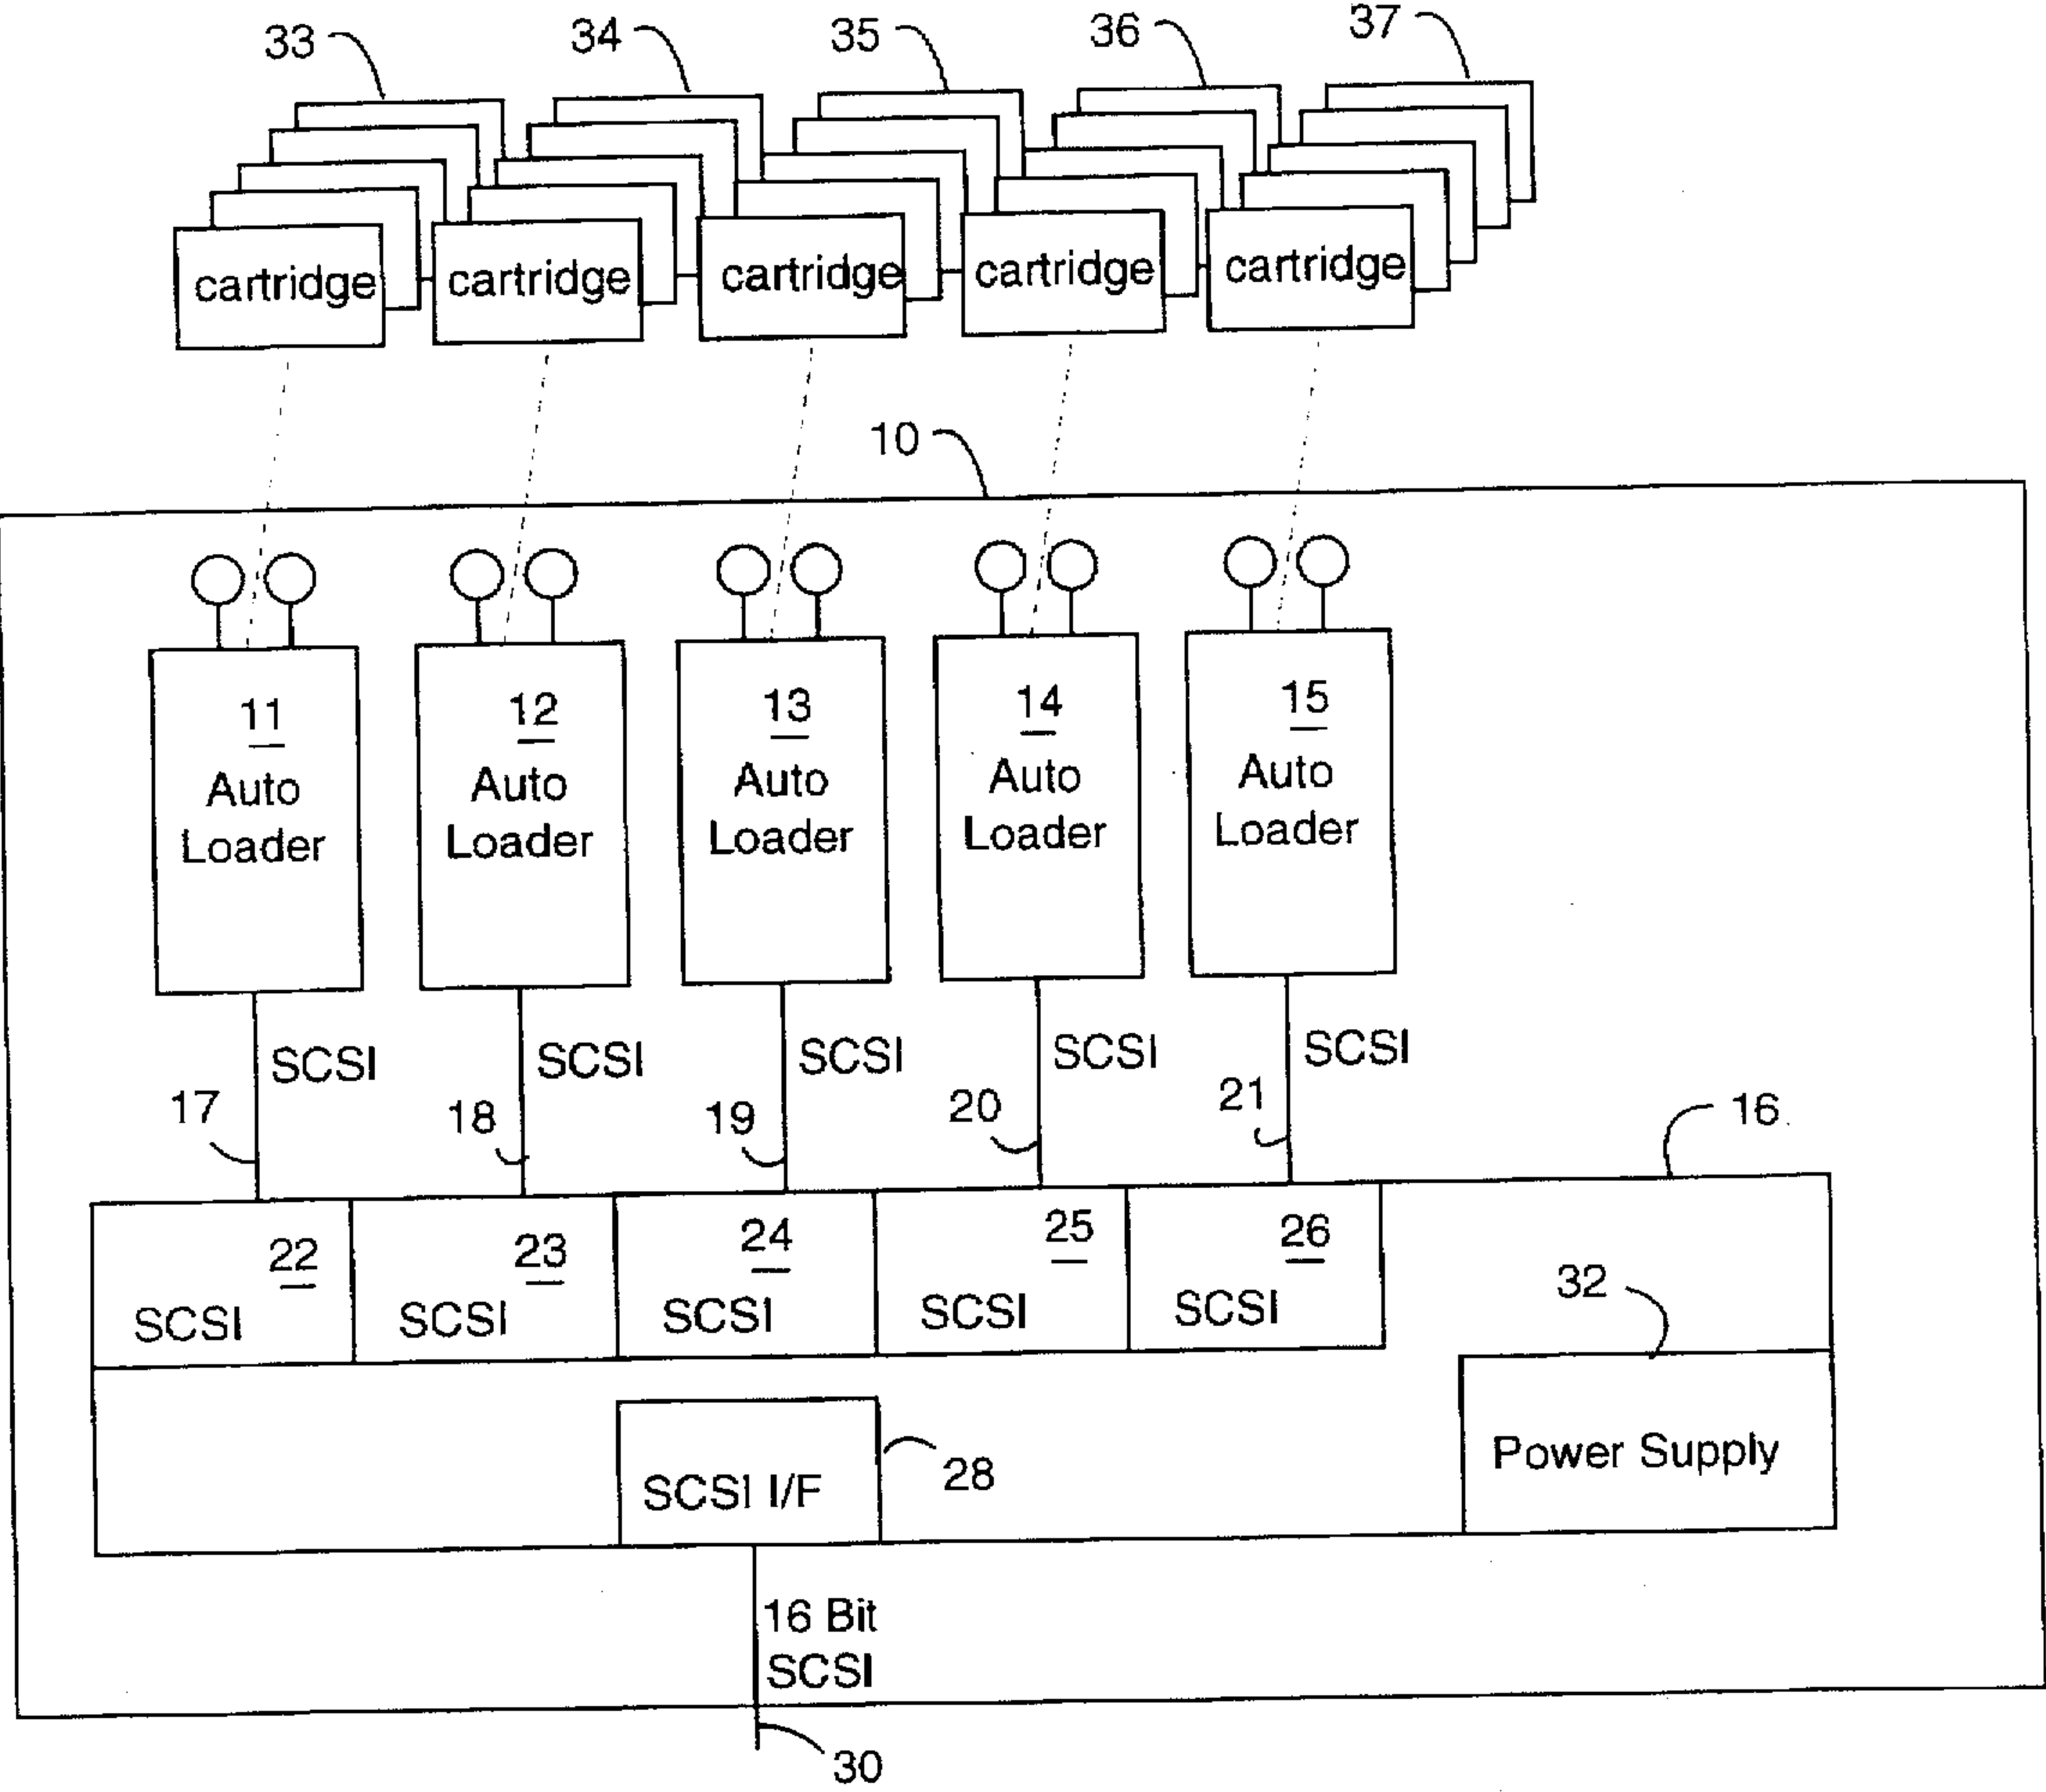 33 34 35 36 37
cartridge cartridge cartridge cartridge cartridge
10
11 12 13 14 15
Auto Auto Auto Auto Auto
Loader Loader Loader Loader Loader
SCSI SCSI SCSI SCSI SCSI
17 18 19 20 21 16
22 23 24 25 26
SCSI SCSI SCSI SCSI SCSI
32
Power Supply
SCSI I/F 28
16 Bit
SCSI
30